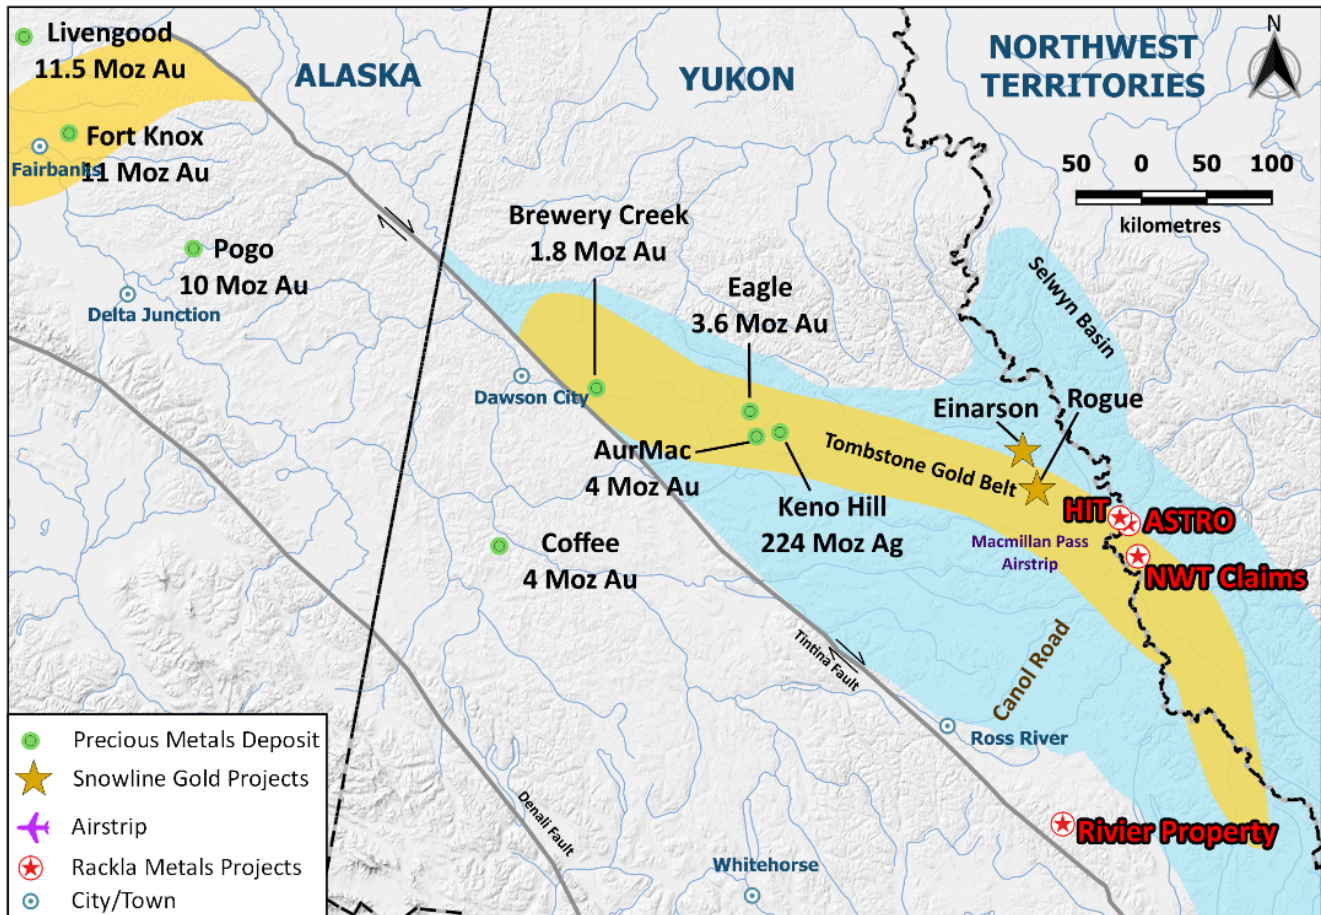 Livengood
11.5 Moz Au
ALASKA
YUKON
NORTHWEST
TERRITORIES
N
Fort Knox
11 Moz Au
Fairbanks
50 0 50 100
kilometres
Pogo
10 Moz Au
Delta Junction
Brewery Creek
1.8 Moz Au
Eagle
3.6 Moz Au
Selwyn Basin
Dawson City
Einarson
Rogue
AurMac
4 Moz Au
Tombstone Gold Belt
Keno Hill
224 Moz Ag
HIT
ASTRO
Macmillan Pass
Airstrip
NWT Claims
Coffee
4 Moz Au
Tintina Fault
Canol Road
Ross River
Denali Fault
Rivier Property
Whitehorse
Precious Metals Deposit
Snowline Gold Projects
Airstrip
Rackla Metals Projects
City/Town